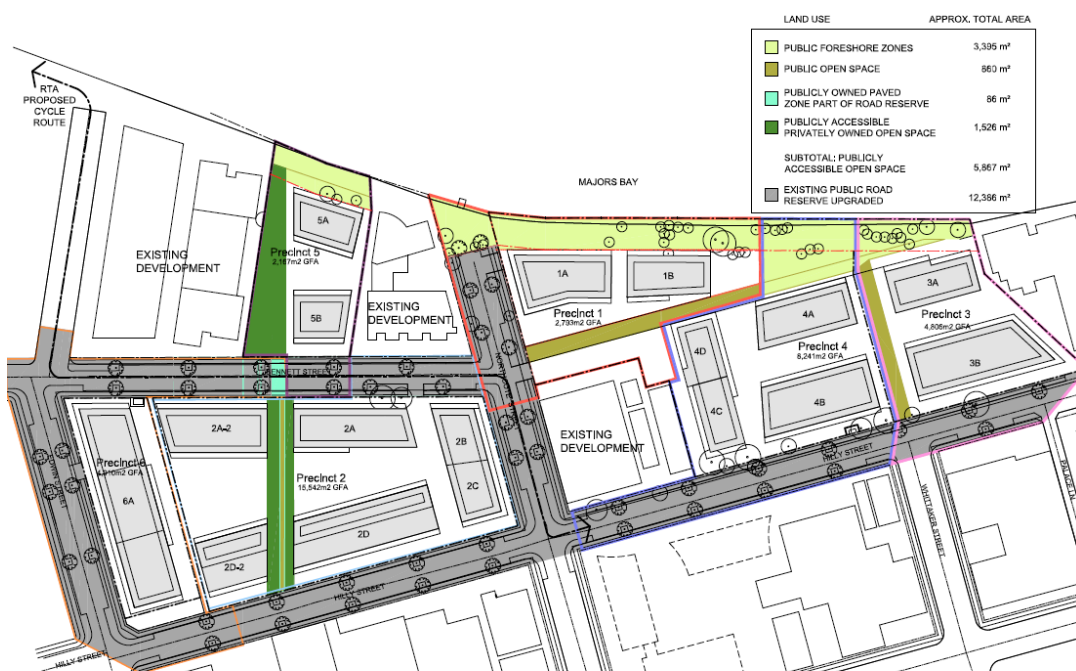 LAND USE APPROX. TOTAL AREA
PUBLIC FORESHORE ZONES 3,395 m²
PUBLIC OPEN SPACE 860 m²
PUBLICLY OWNED PAVED
ZONE PART OF ROAD RESERVE 86 m²
PUBLICLY ACCESSIBLE
PRIVATELY OWNED OPEN SPACE 1,526 m²
SUBTOTAL: PUBLICLY
ACCESSIBLE OPEN SPACE 5,867 m²
EXISTING PUBLIC ROAD
RESERVE UPGRADED 12,366 m²
RTA
PROPOSED
CYCLE
ROUTE
MAJORS BAY
EXISTING
DEVELOPMENT
5A
Precinct 5
2,167m2 GFA
5B
EXISTING
DEVELOPMENT
1A
1B
Precinct 1
2,793m2 GFA
3A
Precinct 3
4,806m2 GFA
3B
4A
Precinct 4
8,241m2 GFA
4B
4C
4D
EXISTING
DEVELOPMENT
2A-2
2A
2B
2C
Precinct 2
15,542m2 GFA
2D
2D-2
Precinct 6
6A
HILLY STREET
HILLY STREET
HILLY STREET
WHITTAKER STREET
PALACE LN